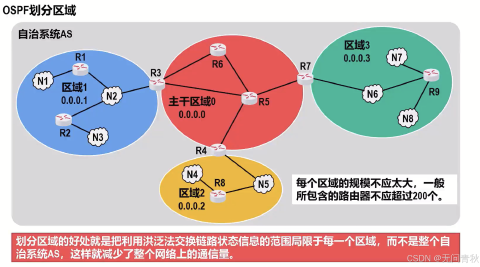 OSPF划分区域
自治系统AS
R1
N1
区域1
0.0.0.1
N2
R2
N3
R3
R6
主干区域0
0.0.0.0
R5
R7
区域3
0.0.0.3
N7
N6
R9
N8
R4
N4
R8
N5
区域2
0.0.0.2
每个区域的规模不应太大，一般
所包含的路由器不应超过200个。
划分区域的好处就是把利用洪泛法交换链路状态信息的范围局限于每一个区域，而不是整个
自治系统AS，这样就减少了整个网络上的通信量。